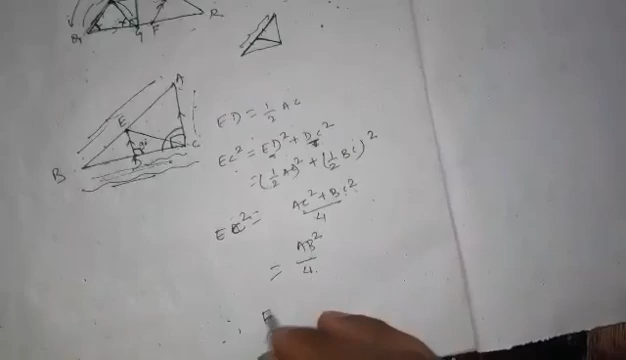 R
G F
A
E
B D C
ED = 1/2 AC
EC² = ED² + DC²
= (1/2 AC)² + (1/2 BC)²
EC² = AC² + BC² / 4
= AB² / 4
∴ E